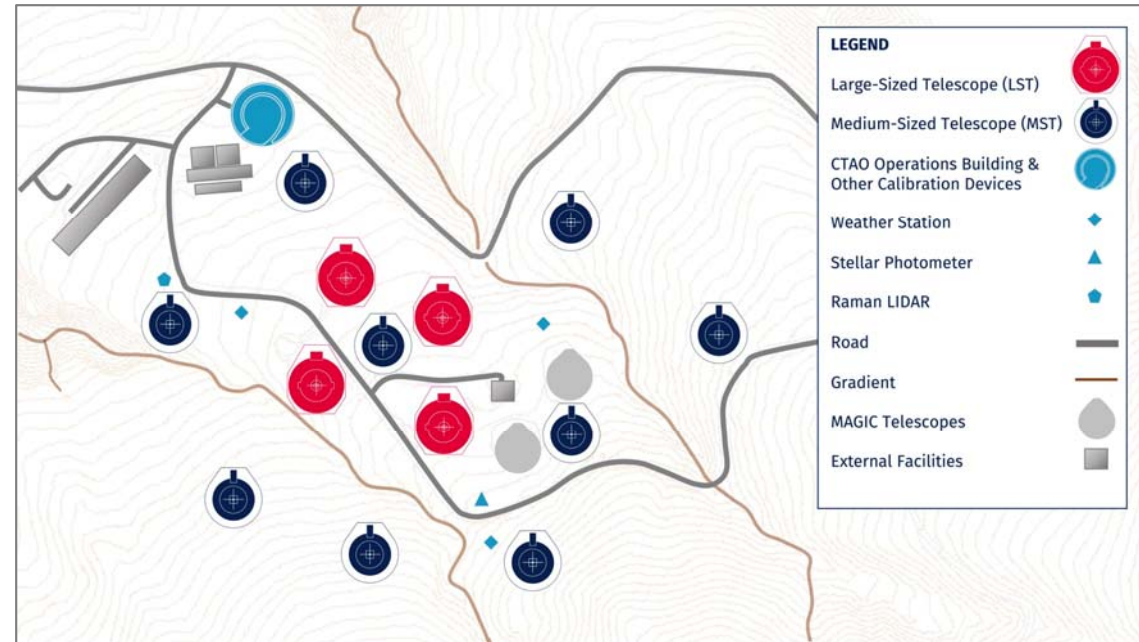 LEGEND
Large-Sized Telescope (LST)
Medium-Sized Telescope (MST)
CTAO Operations Building &
Other Calibration Devices
Weather Station
Stellar Photometer
Raman LIDAR
Road
Gradient
MAGIC Telescopes
External Facilities